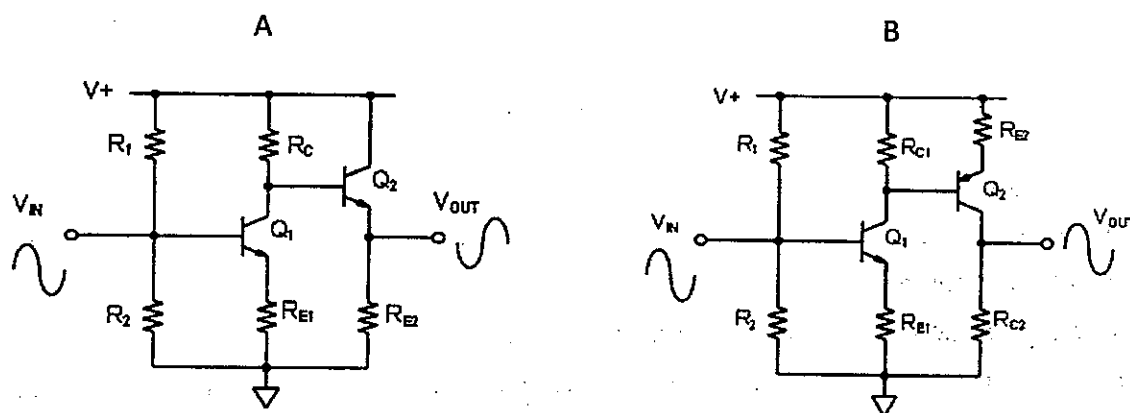 A
B
V+
R1
RC
Q2
VIN
Q1
VOUT
R2
RE1
RE2
V+
R1
RC1
RE2
Q2
VIN
Q1
VOUT
R2
RE1
RC2